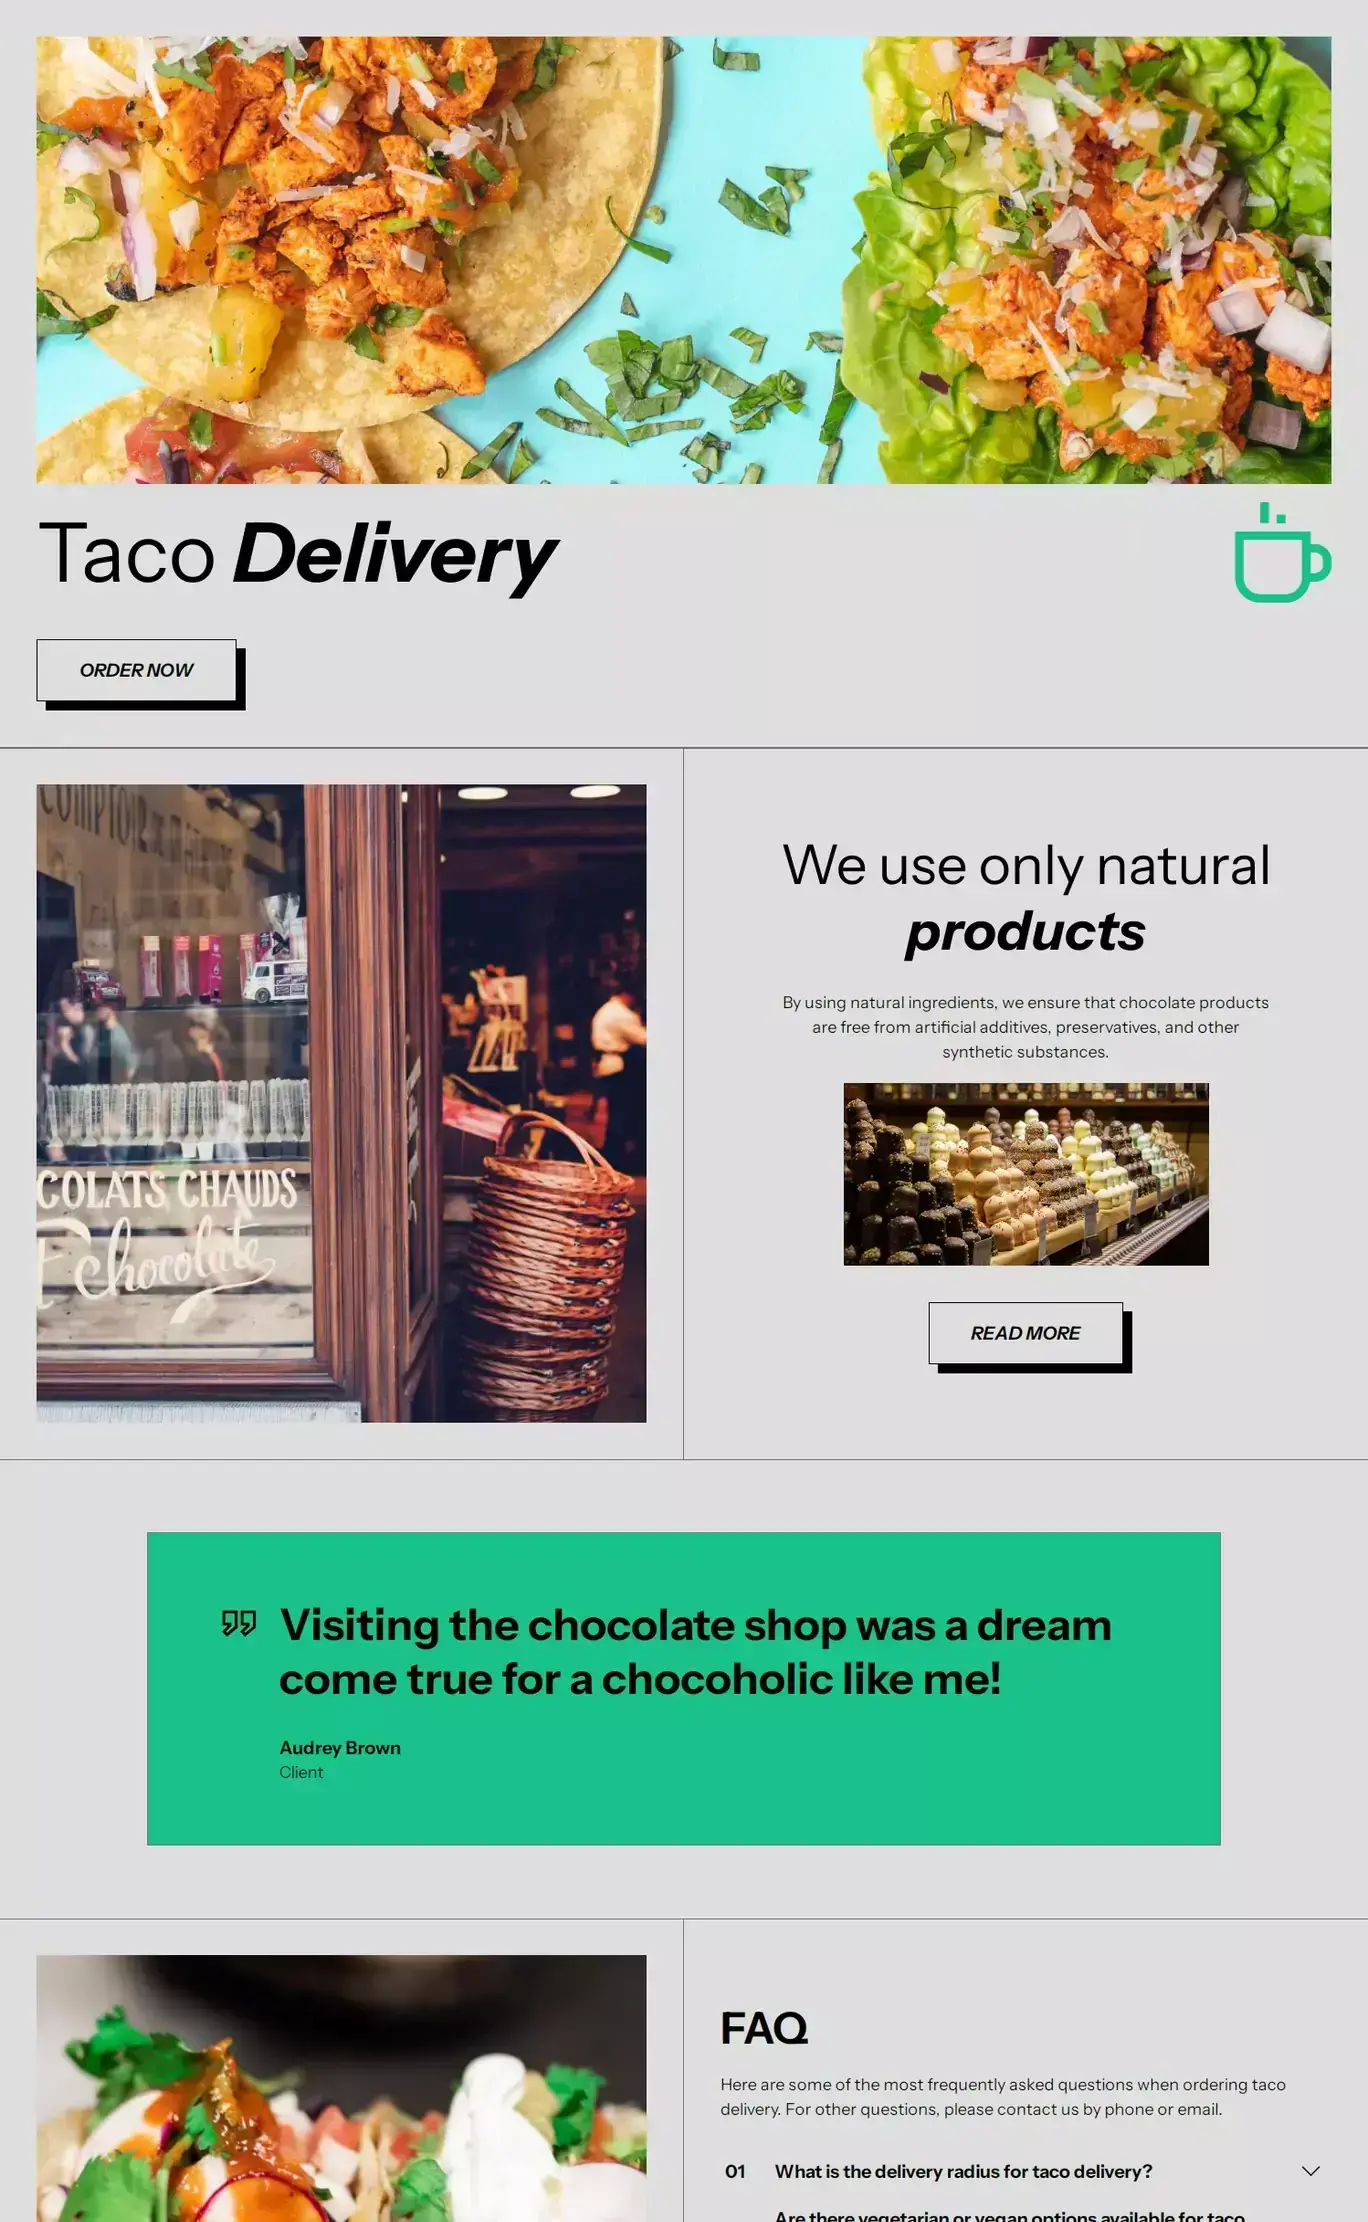 Taco Delivery
ORDER NOW
COLATS CHAUDS
chocolate
We use only natural
products
By using natural ingredients, we ensure that chocolate products
are free from artificial additives, preservatives, and other
synthetic substances.
READ MORE
Visiting the chocolate shop was a dream
come true for a chocoholic like me!
Audrey Brown
Client
FAQ
Here are some of the most frequently asked questions when ordering taco
delivery. For other questions, please contact us by phone or email.
01 What is the delivery radius for taco delivery?
Are there vegetarian or vegan options available for taco